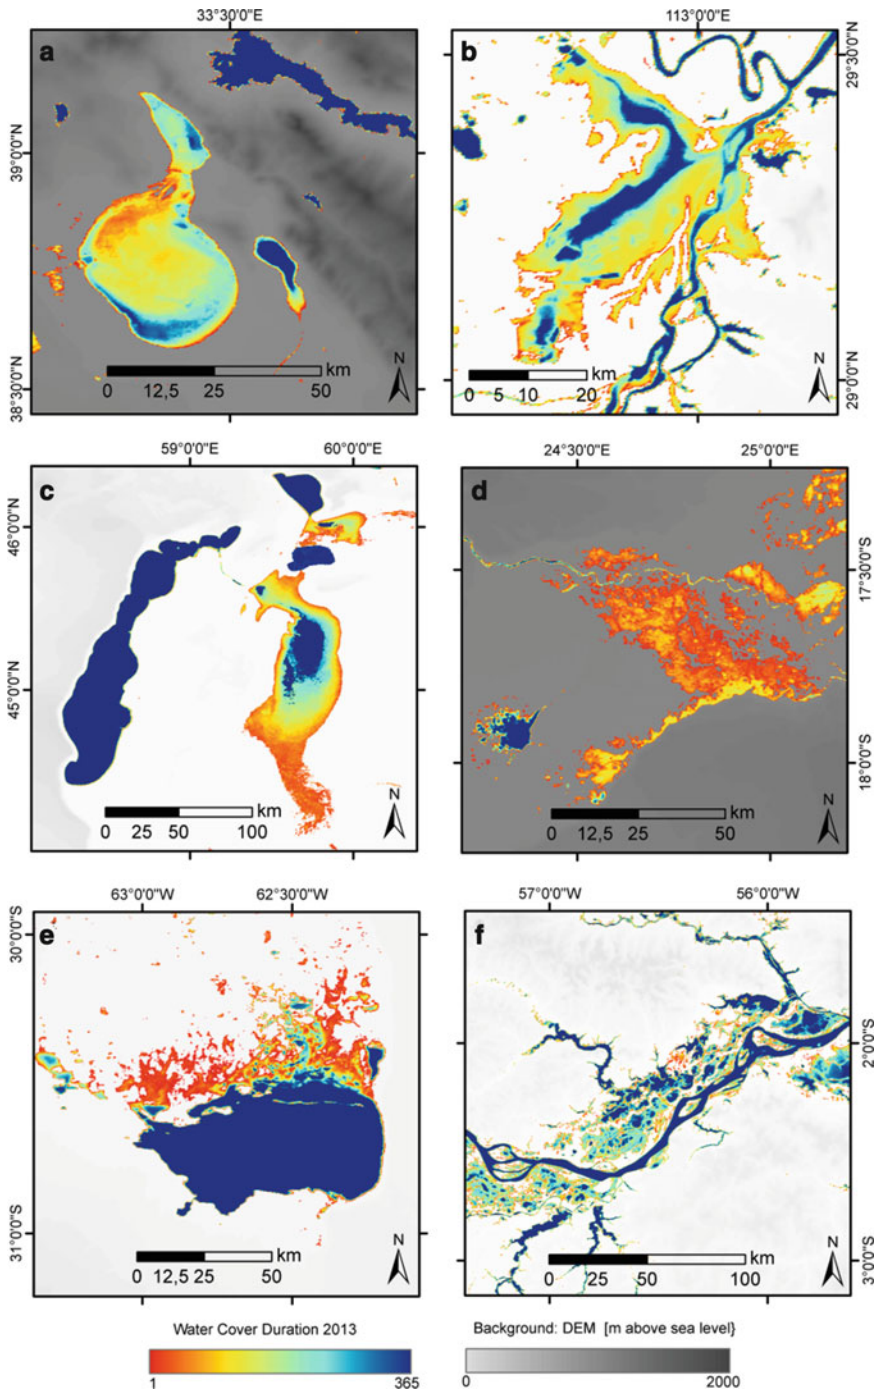 33°30'0"E
a
39°0'0"N
38°30'0"N
km
0 12,5 25 50
N
113°0'0"E
b
29°30'0"N
29°0'0"N
km
0 5 10 20
N
59°0'0"E 60°0'0"E
c
46°0'0"N
45°0'0"N
km
0 25 50 100
N
24°30'0"E 25°0'0"E
d
17°30'0"S
18°0'0"S
km
0 12,5 25 50
N
63°0'0"W 62°30'0"W
e
30°0'0"S
31°0'0"S
km
0 12,5 25 50
N
57°0'0"W 56°0'0"W
f
2°0'0"S
3°0'0"S
km
0 25 50 100
N
Water Cover Duration 2013
1 365
Background: DEM [m above sea level}
0 2000